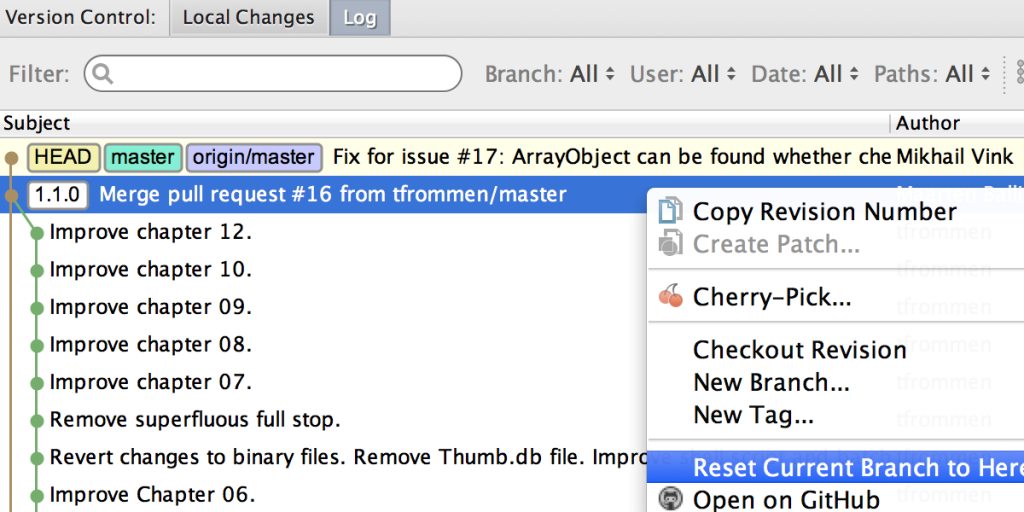 Version Control: Local Changes Log
Filter: Branch: All User: All Date: All Paths: All
Subject Author
HEAD master origin/master Fix for issue #17: ArrayObject can be found whether che Mikhail Vink
1.1.0 Merge pull request #16 from tfrommen/master
Copy Revision Number
Improve chapter 12. tfrommen
Create Patch...
Improve chapter 10.
Improve chapter 09. Cherry-Pick... tfrommen
Improve chapter 08. Checkout Revision tfrommen
Improve chapter 07. New Branch... tfrommen
Remove superfluous full stop. New Tag... tfrommen
Revert changes to binary files. Remove Thumb.db file. Improve
Reset Current Branch to Here
Improve Chapter 06. Open on GitHub tfrommen